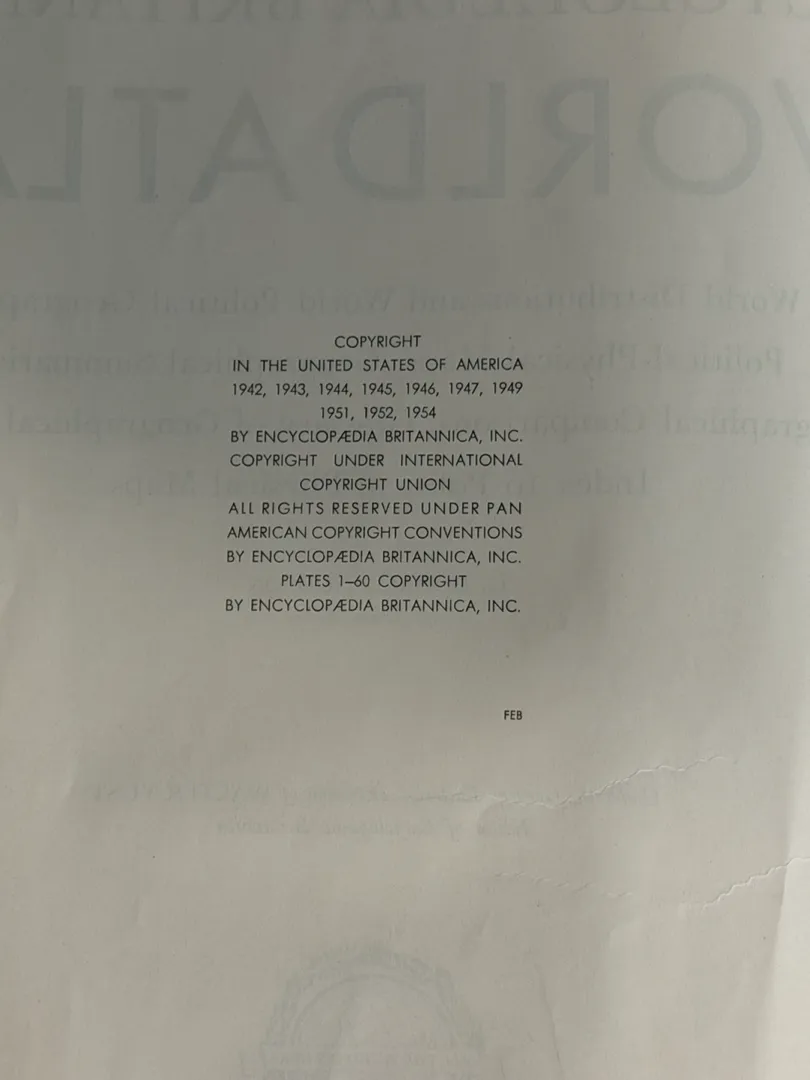 COPYRIGHT
IN THE UNITED STATES OF AMERICA
1942, 1943, 1944, 1945, 1946, 1947, 1949
1951, 1952, 1954
BY ENCYCLOPÆDIA BRITANNICA, INC.
COPYRIGHT UNDER INTERNATIONAL
COPYRIGHT UNION
ALL RIGHTS RESERVED UNDER PAN
AMERICAN COPYRIGHT CONVENTIONS
BY ENCYCLOPÆDIA BRITANNICA, INC.
PLATES 1–60 COPYRIGHT
BY ENCYCLOPÆDIA BRITANNICA, INC.
FEB